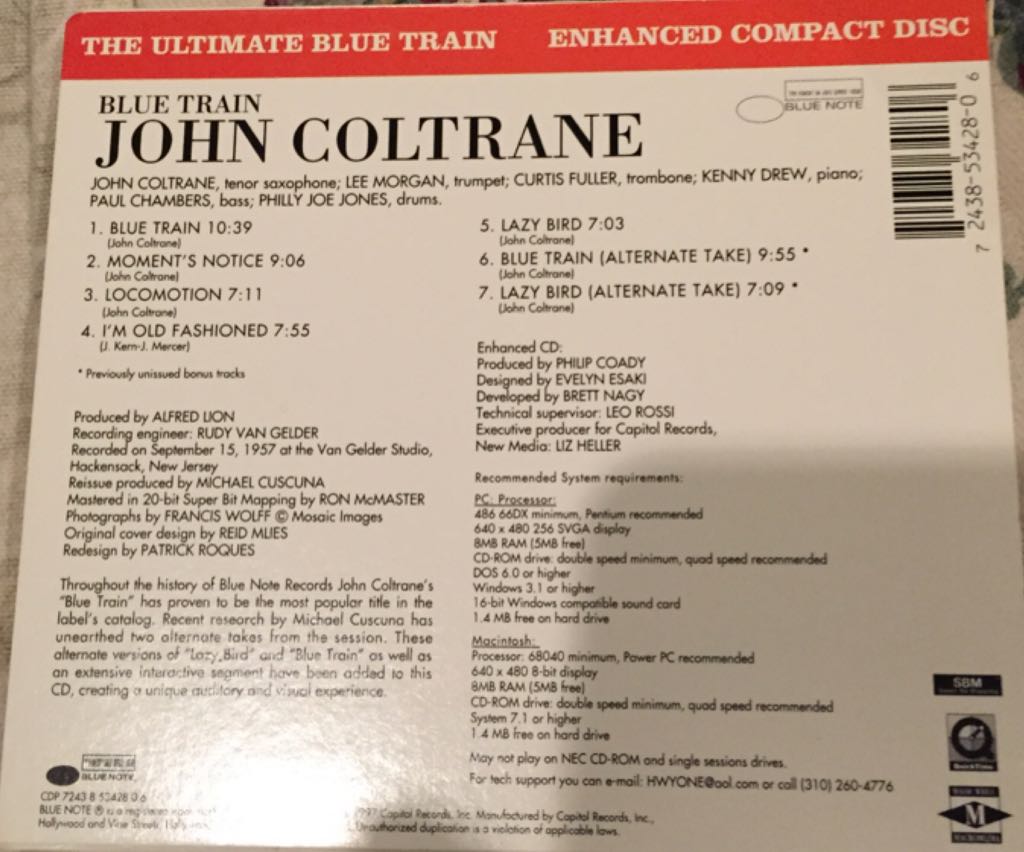 THE ULTIMATE BLUE TRAIN ENHANCED COMPACT DISC
BLUE TRAIN
JOHN COLTRANE
BLUE NOTE
7 2438-53428-0 6
JOHN COLTRANE, tenor saxophone; LEE MORGAN, trumpet; CURTIS FULLER, trombone; KENNY DREW, piano;
PAUL CHAMBERS, bass; PHILLY JOE JONES, drums.
1. BLUE TRAIN 10:39
(John Coltrane)
2. MOMENT'S NOTICE 9:06
(John Coltrane)
3. LOCOMOTION 7:11
(John Coltrane)
4. I'M OLD FASHIONED 7:55
(J. Kern-J. Mercer)
* Previously unissued bonus tracks
5. LAZY BIRD 7:03
(John Coltrane)
6. BLUE TRAIN (ALTERNATE TAKE) 9:55 *
(John Coltrane)
7. LAZY BIRD (ALTERNATE TAKE) 7:09 *
(John Coltrane)
Produced by ALFRED LION
Recording engineer: RUDY VAN GELDER
Recorded on September 15, 1957 at the Van Gelder Studio,
Hackensack, New Jersey
Reissue produced by MICHAEL CUSCUNA
Mastered in 20-bit Super Bit Mapping by RON McMASTER
Photographs by FRANCIS WOLFF © Mosaic Images
Original cover design by REID MLIES
Redesign by PATRICK ROQUES
Throughout the history of Blue Note Records John Coltrane's
"Blue Train" has proven to be the most popular title in the
label's catalog. Recent research by Michael Cuscuna has
unearthed two alternate takes from the session. These
alternate versions of "Lazy Bird" and "Blue Train" as well as
an extensive interactive segment have been added to this
CD, creating a unique auditory and visual experience.
Enhanced CD:
Produced by PHILIP COADY
Designed by EVELYN ESAKI
Developed by BRETT NAGY
Technical supervisor: LEO ROSSI
Executive producer for Capitol Records,
New Media: LIZ HELLER
Recommended System requirements:
PC: Processor:
486 66DX minimum, Pentium recommended
640 x 480 256 SVGA display
8MB RAM (5MB free)
CD-ROM drive: double speed minimum, quad speed recommended
DOS 6.0 or higher
Windows 3.1 or higher
16-bit Windows compatible sound card
1.4 MB free on hard drive
Macintosh:
Processor: 68040 minimum, Power PC recommended
640 x 480 8-bit display
8MB RAM (5MB free)
CD-ROM drive: double speed minimum, quad speed recommended
System 7.1 or higher
1.4 MB free on hard drive
May not play on NEC CD-ROM and single sessions drives.
For tech support you can e-mail: HWYONE@aol.com or call (310) 260-4776
SBM
QuickTime
MADE WITH
M
MACROMEDIA
BLUE NOTE
CDP 7243 8 53428 0 6
BLUE NOTE ® is a registered
Hollywood and Vine Streets,
1997 Capitol Records, Inc. Manufactured by Capitol Records, Inc.,
Unauthorized duplication is a violation of applicable laws.